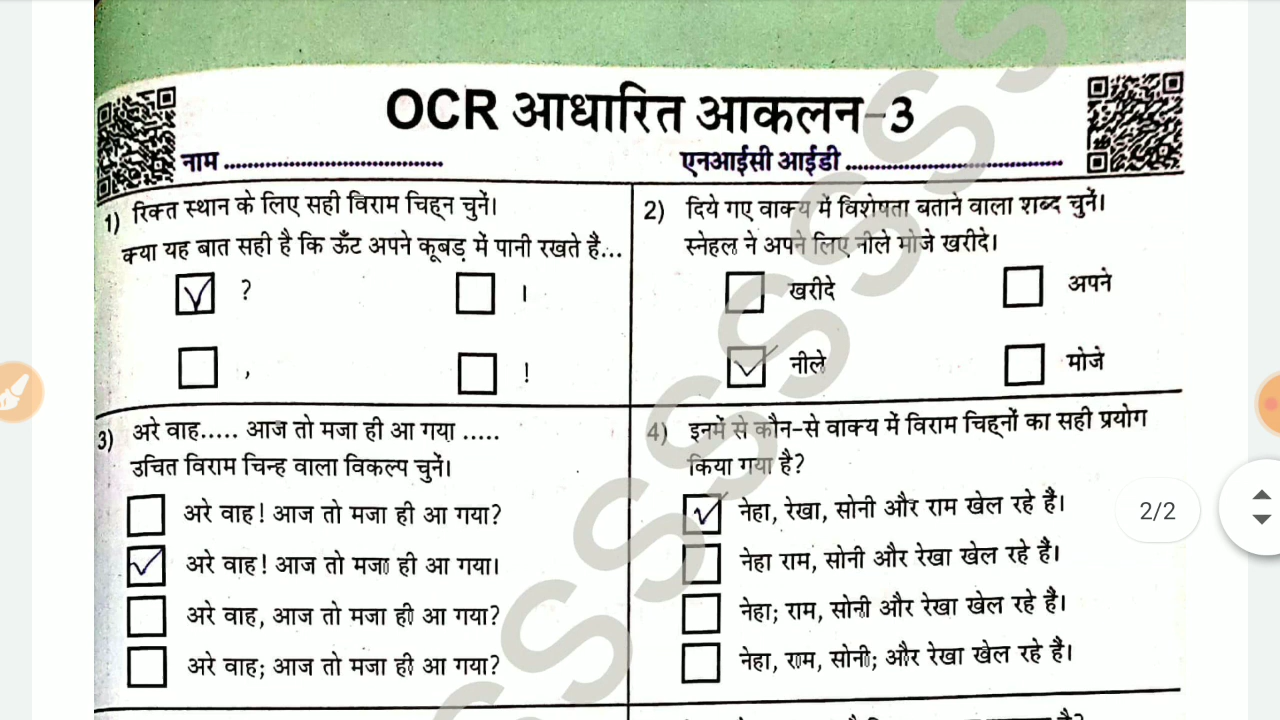 OCR आधारित आकलन-3
नाम ........................................ एनआईसी आईडी ........................................
1) रिक्त स्थान के लिए सही विराम चिह्न चुनें।
क्या यह बात सही है कि ऊँट अपने कूबड़ में पानी रखते हैं...
? ।
, !
2) दिये गए वाक्य में विशेषता बताने वाला शब्द चुनें।
स्नेहल ने अपने लिए नीले मोजे खरीदे।
खरीदे अपने
नीले मोजे
3) अरे वाह..... आज तो मजा ही आ गया .....
उचित विराम चिन्ह वाला विकल्प चुनें।
अरे वाह! आज तो मजा ही आ गया?
अरे वाह! आज तो मजा ही आ गया।
अरे वाह, आज तो मजा ही आ गया?
अरे वाह; आज तो मजा ही आ गया?
4) इनमें से कौन-से वाक्य में विराम चिह्नों का सही प्रयोग
किया गया है?
नेहा, रेखा, सोनी और राम खेल रहे हैं।
नेहा राम, सोनी और रेखा खेल रहे हैं।
नेहा; राम, सोनी और रेखा खेल रहे हैं।
नेहा, राम, सोनी; और रेखा खेल रहे हैं।
2/2